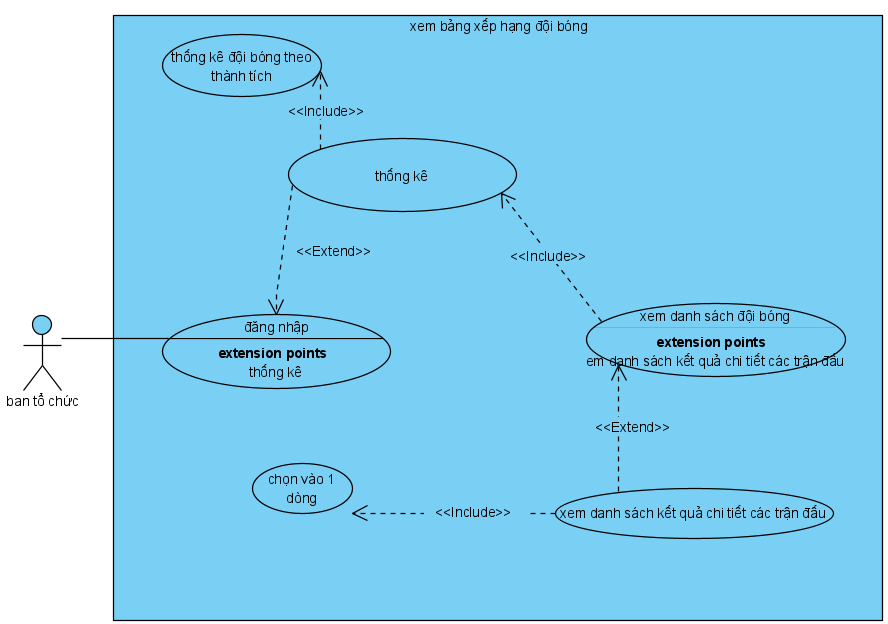 xem bảng xếp hạng đội bóng
thống kê đội bóng theo
thành tích
<<Include>>
thống kê
<<Extend>>
<<Include>>
đăng nhập
extension points
thống kê
xem danh sách đội bóng
extension points
em danh sách kết quả chi tiết các trận đấu
ban tổ chức
<<Extend>>
chọn vào 1
dòng
<<Include>>
xem danh sách kết quả chi tiết các trận đấu